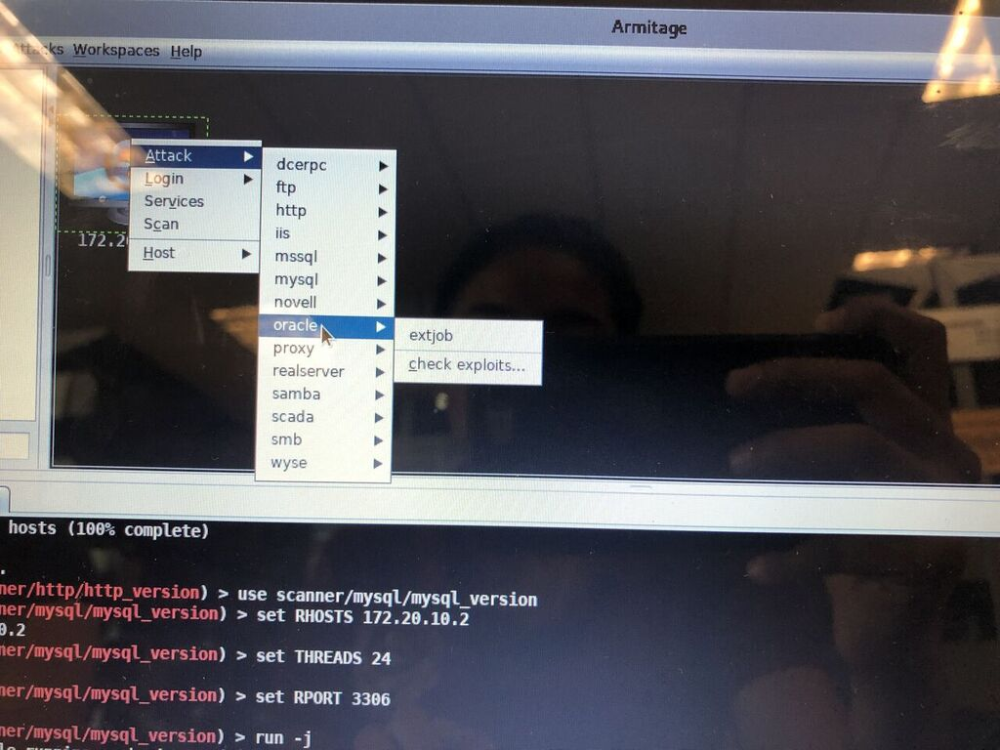 Armitage
Attacks Workspaces Help
Attack
Login
Services
Scan
Host
172.2
dcerpc
ftp
http
iis
mssql
mysql
novell
oracle
proxy
realserver
samba
scada
smb
wyse
extjob
check exploits...
hosts (100% complete)
.
ner/http/http_version) > use scanner/mysql/mysql_version
ner/mysql/mysql_version) > set RHOSTS 172.20.10.2
0.2
ner/mysql/mysql_version) > set THREADS 24
ner/mysql/mysql_version) > set RPORT 3306
ner/mysql/mysql_version) > run -j